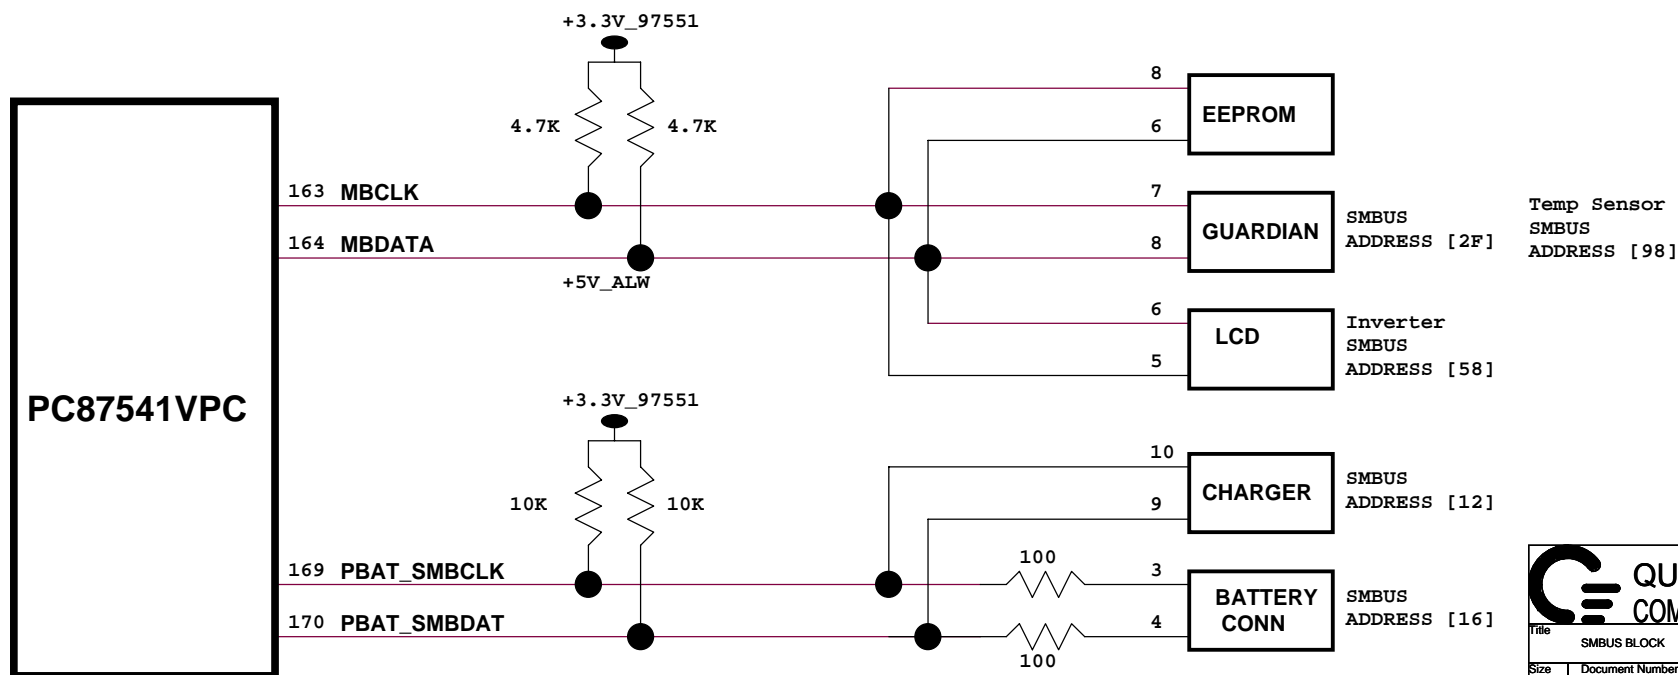 +3.3V_97551
4.7K
4.7K
163 MBCLK
164 MBDATA
+5V_ALW
PC87541VPC
8
6
EEPROM
7
8
GUARDIAN
SMBUS
ADDRESS [2F]
Temp Sensor
SMBUS
ADDRESS [98]
6
5
LCD
Inverter
SMBUS
ADDRESS [58]
+3.3V_97551
10K
10K
169 PBAT_SMBCLK
170 PBAT_SMBDAT
10
9
CHARGER
SMBUS
ADDRESS [12]
100
100
3
4
BATTERY
CONN
SMBUS
ADDRESS [16]
QU
COM
Title
SMBUS BLOCK
Size
Document Number